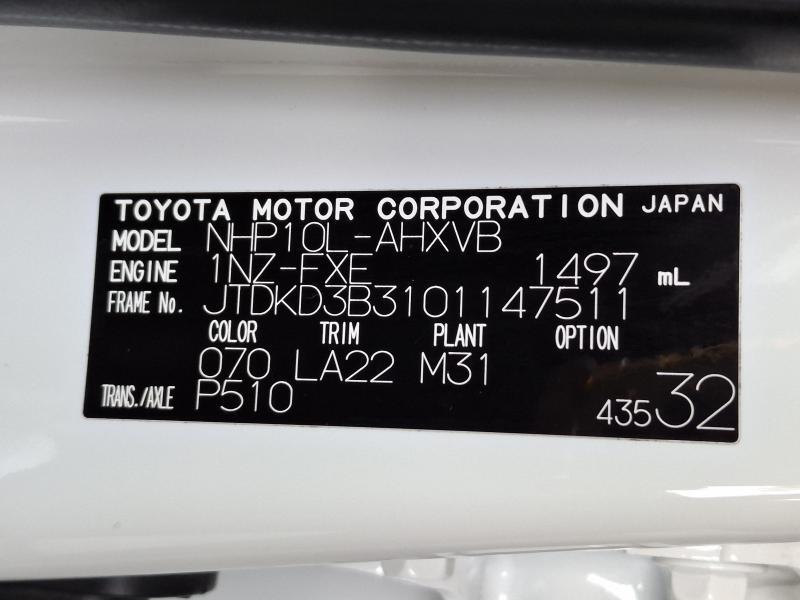 TOYOTA MOTOR CORPORATION JAPAN
MODEL NHP10L-AHXVB
ENGINE 1NZ-FXE 1497 mL
FRAME No. JTDKD3B3101147511
COLOR TRIM PLANT OPTION
070 LA22 M31
TRANS./AXLE P510
435 32